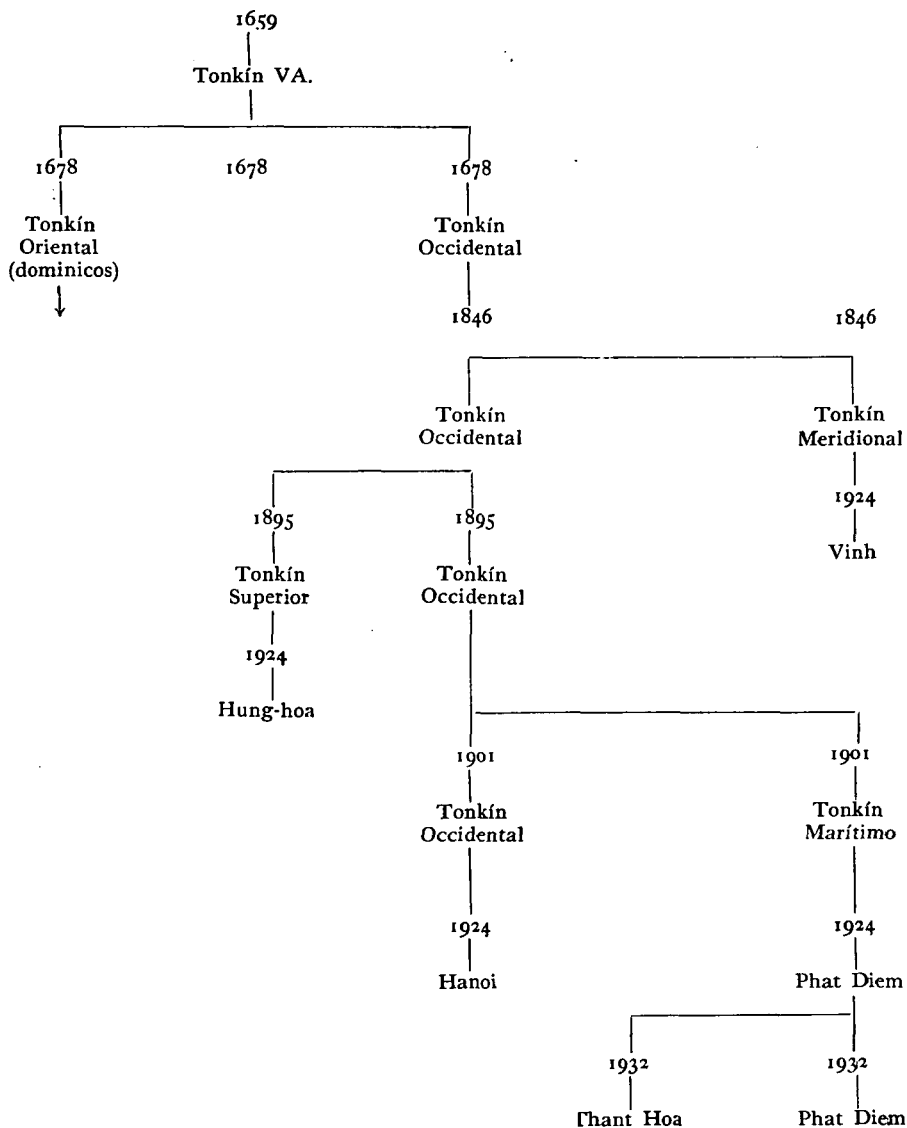 1659
Tonkín VA.
1678 1678 1678
Tonkín Tonkín
Oriental Occidental
(dominicos)
1846 1846
Tonkín Tonkín
Occidental Meridional
1924
1895 1895
Vinh
Tonkín Tonkín
Superior Occidental
1924
Hung-hoa
1901 1901
Tonkín Tonkín
Occidental Marítimo
1924 1924
Hanoi Phat Diem
1932 1932
Thant Hoa Phat Diem